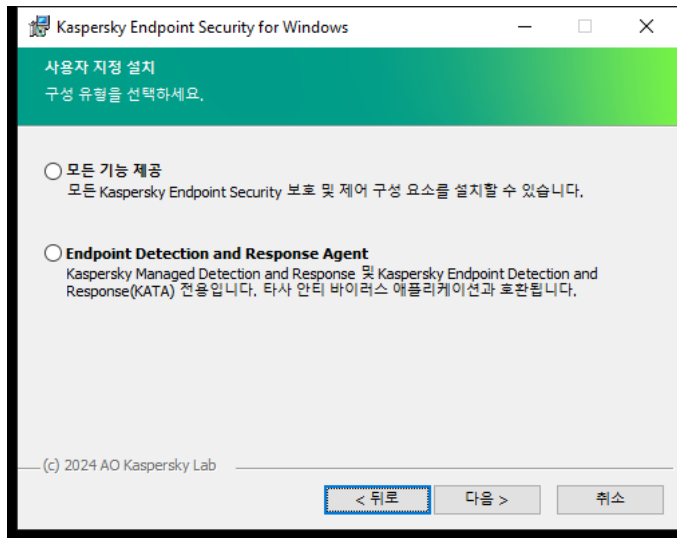 Kaspersky Endpoint Security for Windows
사용자 지정 설치
구성 유형을 선택하세요.
모든 기능 제공
모든 Kaspersky Endpoint Security 보호 및 제어 구성 요소를 설치할 수 있습니다.
Endpoint Detection and Response Agent
Kaspersky Managed Detection and Response 및 Kaspersky Endpoint Detection and
Response(KATA) 전용입니다. 타사 안티 바이러스 애플리케이션과 호환됩니다.
(c) 2024 AO Kaspersky Lab
< 뒤로 다음 > 취소